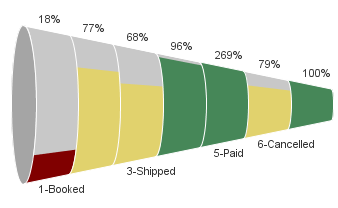 18%
77%
68%
96%
269%
79%
100%
1-Booked
3-Shipped
5-Paid
6-Cancelled